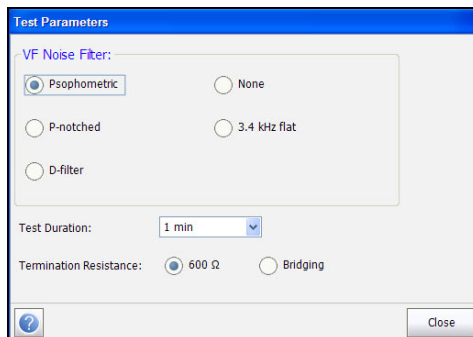 Test Parameters
VF Noise Filter:
Psophometric None
P-notched 3.4 kHz flat
D-filter
Test Duration: 1 min
Termination Resistance: 600 Ω Bridging
? Close